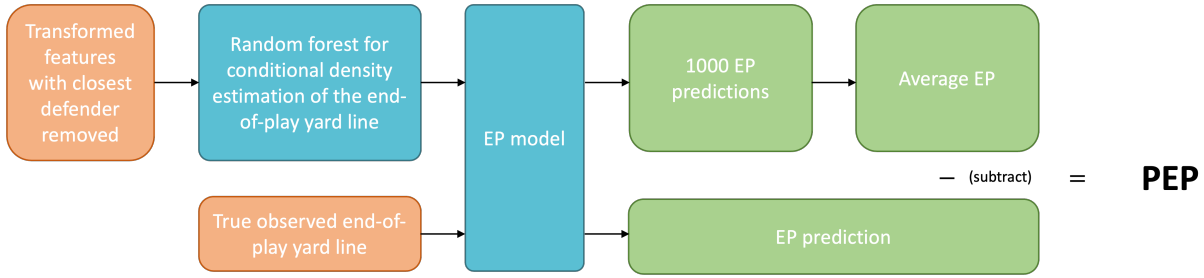 Transformed
features
with closest
defender
removed
Random forest for
conditional density
estimation of the end-
of-play yard line
EP model
1000 EP
predictions
Average EP
— (subtract) = PEP
True observed end-of-
play yard line
EP prediction